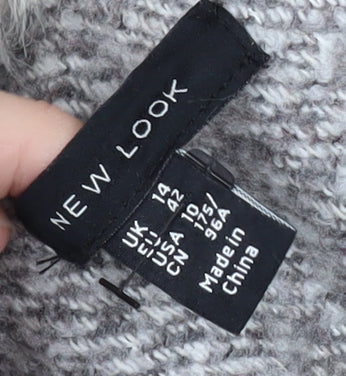 NEW LOOK
UK 14
EU 42
USA 10
CN 175/
96A
Made in
China